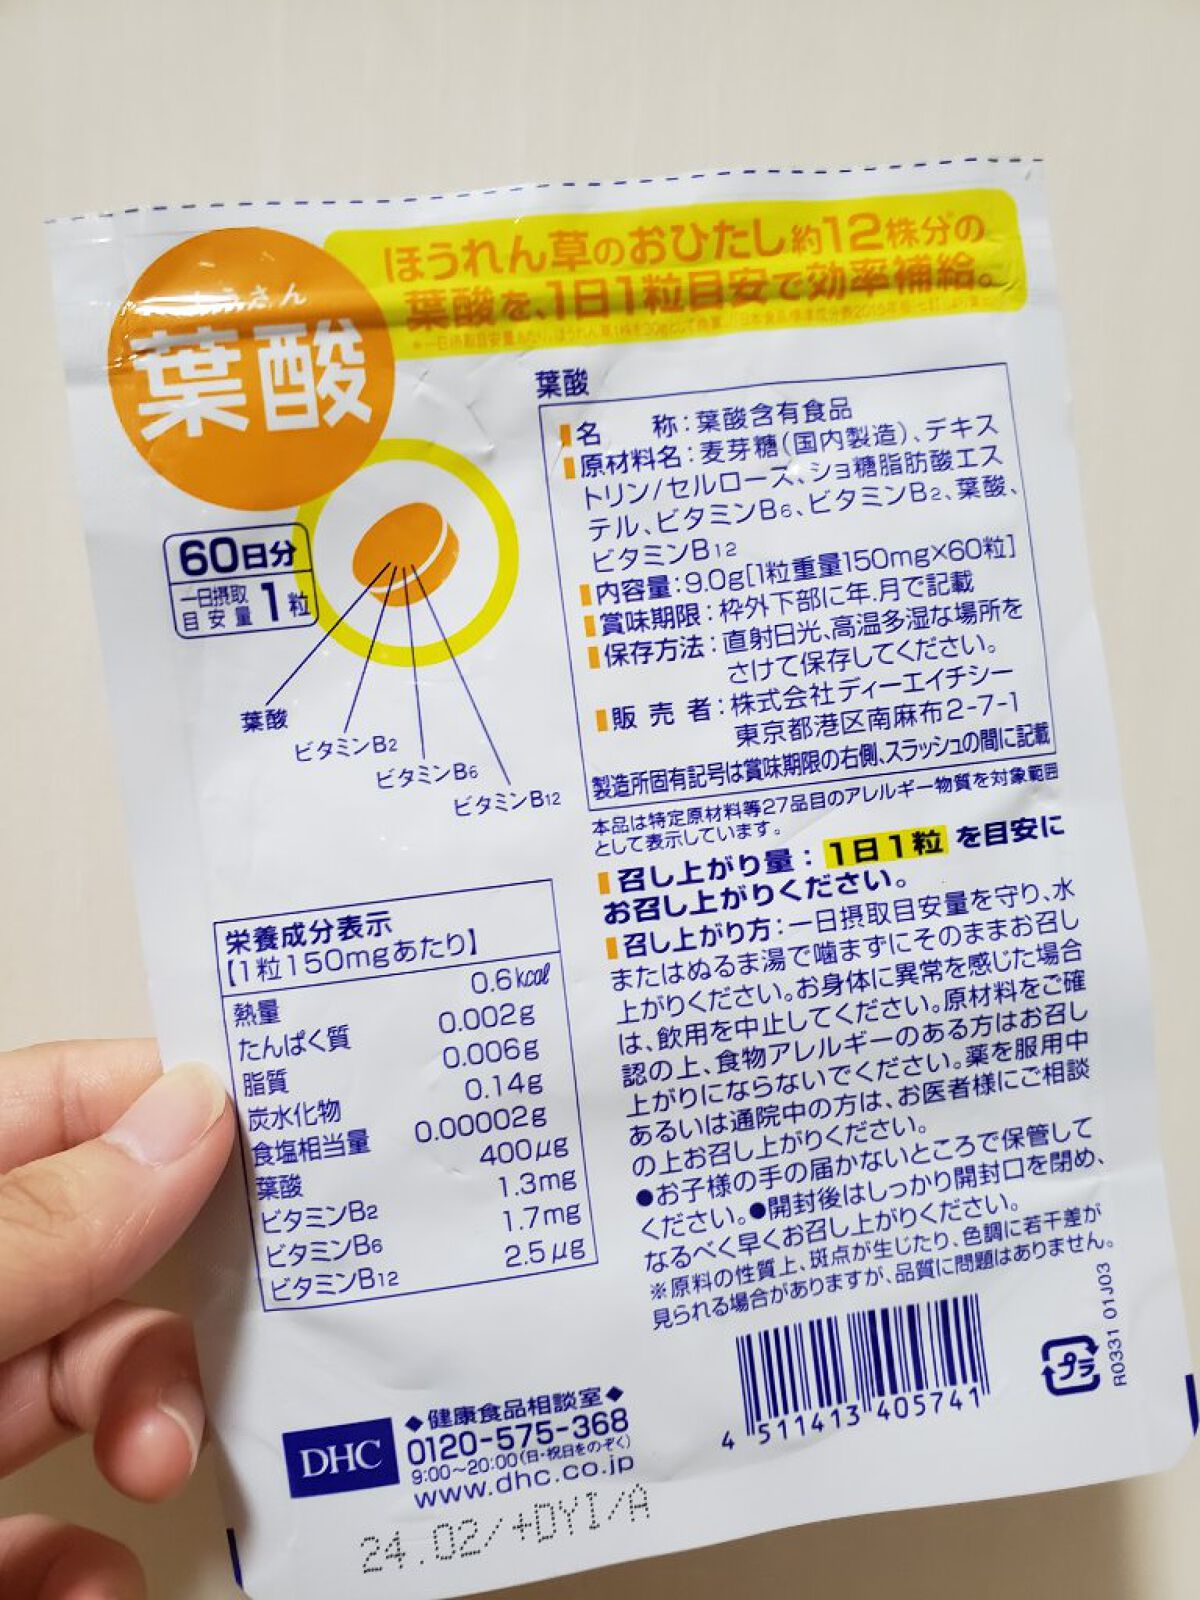 ほうれん草のおひたし約12株分の
葉酸を、1日1粒目安で効率補給。
葉酸
60日分
一日摂取
目安量 1粒
葉酸
ビタミンB2
ビタミンB6
ビタミンB12
葉酸
名　　称:葉酸含有食品
原材料名:麦芽糖(国内製造)、デキス
トリン/セルロース、ショ糖脂肪酸エス
テル、ビタミンB6、ビタミンB2、葉酸、
ビタミンB12
内容量:9.0g[1粒重量150mg×60粒]
賞味期限:枠外下部に年.月で記載
保存方法:直射日光、高温多湿な場所を
さけて保存してください。
販 売 者:株式会社ディーエイチシー
東京都港区南麻布2-7-1
製造所固有記号は賞味期限の右側、スラッシュの間に記載
本品は特定原材料等27品目のアレルギー物質を対象範囲
として表示しています。
召し上がり量:1日1粒を目安に
お召し上がりください。
召し上がり方:一日摂取目安量を守り、水
またはぬるま湯で噛まずにそのままお召し
上がりください。お身体に異常を感じた場合
は、飲用を中止してください。原材料をご確
認の上、食物アレルギーのある方はお召し
上がりにならないでください。薬を服用中
あるいは通院中の方は、お医者様にご相談
の上お召し上がりください。
●お子様の手の届かないところで保管して
ください。●開封後はしっかり開封口を閉め、
なるべく早くお召し上がりください。
※原料の性質上、斑点が生じたり、色調に若干差が
見られる場合がありますが、品質に問題はありません。
栄養成分表示
【1粒150mgあたり】
熱量 0.6kcal
たんぱく質 0.002g
脂質 0.006g
炭水化物 0.14g
食塩相当量 0.00002g
葉酸 400μg
ビタミンB2 1.3mg
ビタミンB6 1.7mg
ビタミンB12 2.5μg
DHC
◆健康食品相談室◆
0120-575-368
9:00〜20:00(日・祝日をのぞく)
www.dhc.co.jp
24.02/+DYI/A
4 511413 405741
プラ
R0331 01J03